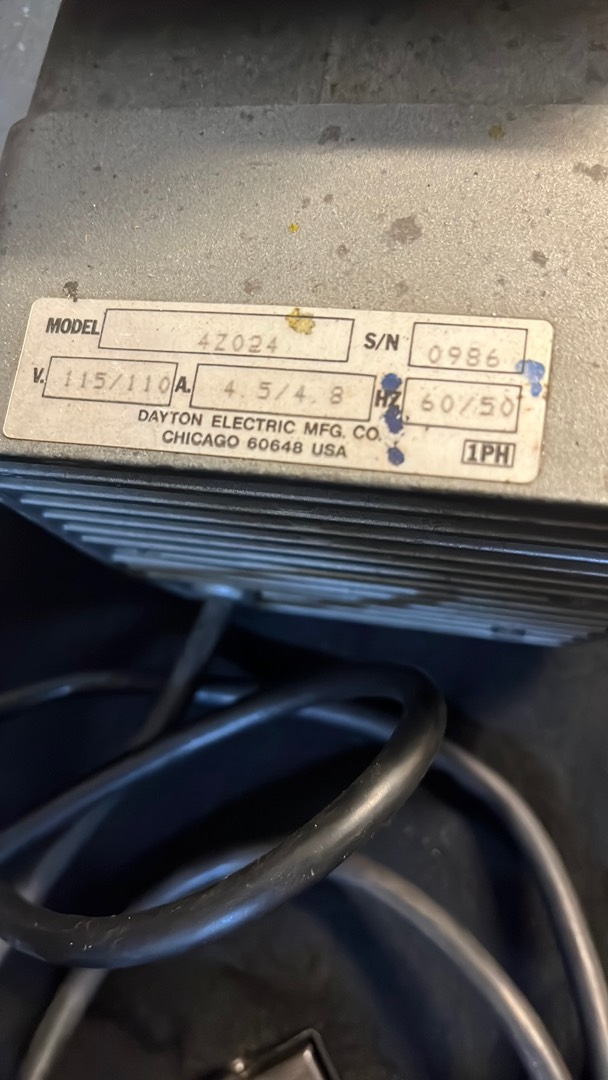 MODEL 4Z024 S/N 0986
V. 115/110 A. 4.5/4.8 HZ. 60/50
DAYTON ELECTRIC MFG. CO.
CHICAGO 60648 USA
1PH